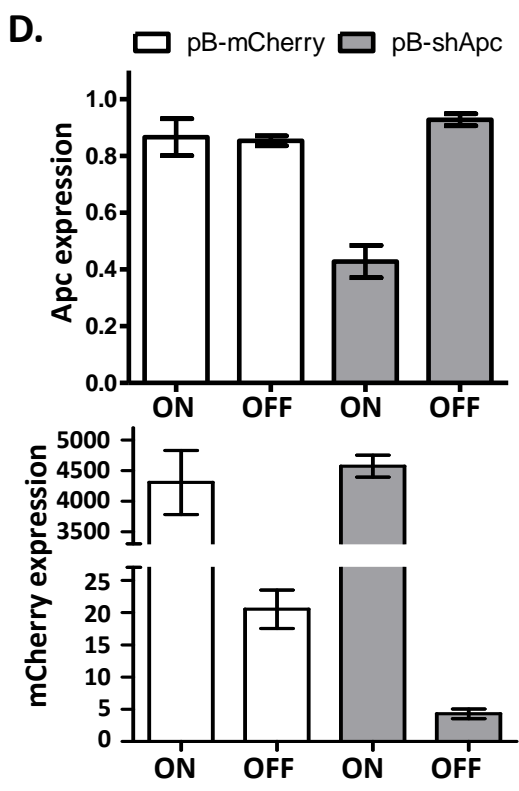 D.
pB-mCherry pB-shApc
Apc expression
1.0
0.8
0.6
0.4
0.2
0.0
ON OFF ON OFF
mCherry expression
5000
4500
4000
3500
25
20
15
10
5
0
ON OFF ON OFF